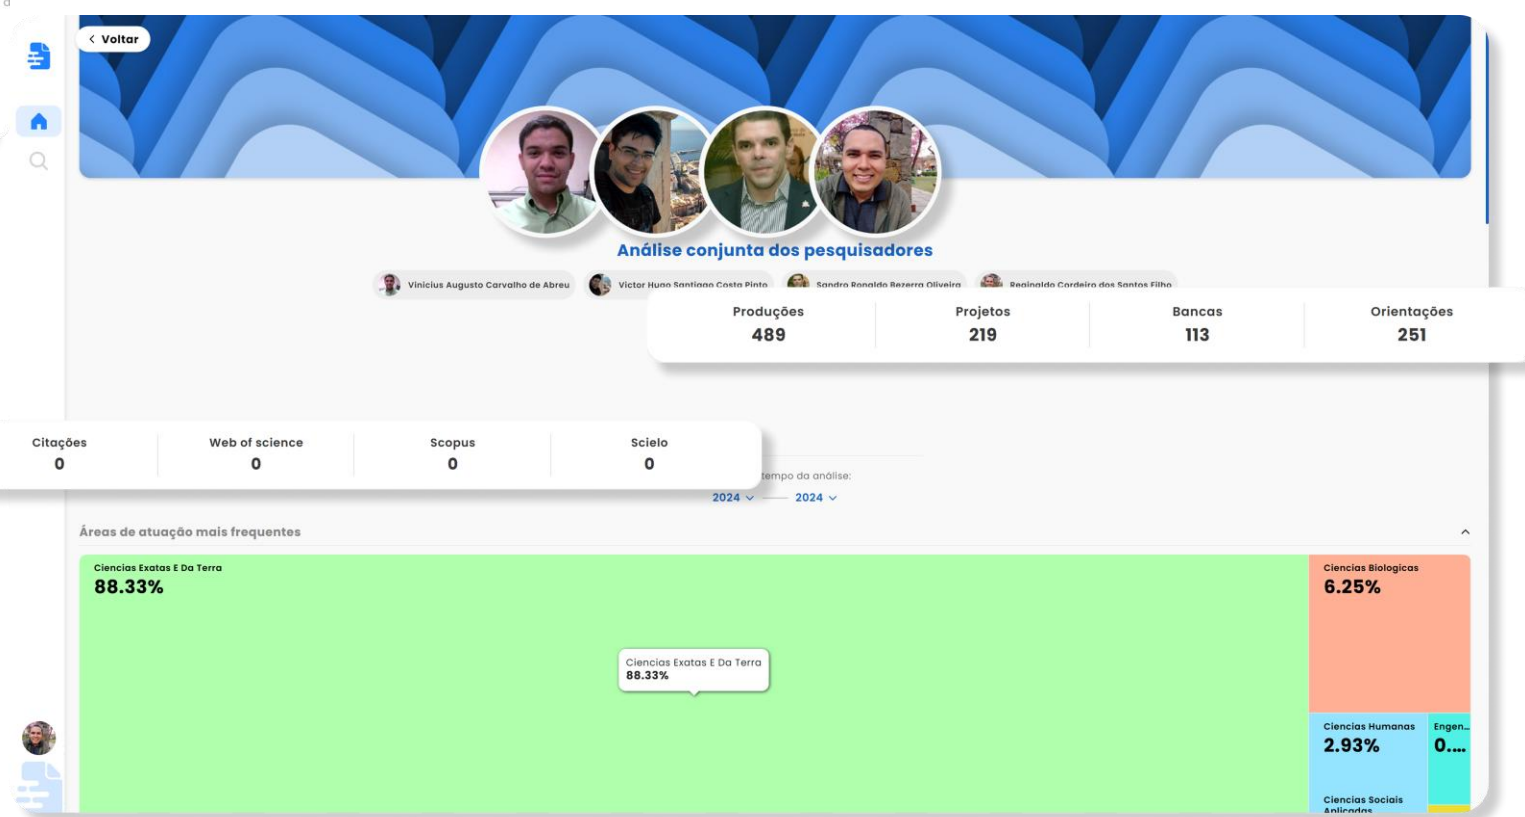 Voltar
Análise conjunta dos pesquisadores
Vinicius Augusto Carvalho de Abreu
Victor Hugo Santiago Costa Pinto
Sandro Ronaldo Bezerra Oliveira
Reginaldo Cordeiro dos Santos Filho
Produções
489
Projetos
219
Bancas
113
Orientações
251
Citações
0
Web of science
0
Scopus
0
Scielo
0
tempo da análise:
2024
2024
Áreas de atuação mais frequentes
Ciencias Exatas E Da Terra
88.33%
Ciencias Biologicas
6.25%
Ciencias Exatas E Da Terra
88.33%
Ciencias Humanas
2.93%
Engen...
0....
Ciencias Sociais
Aplicadas